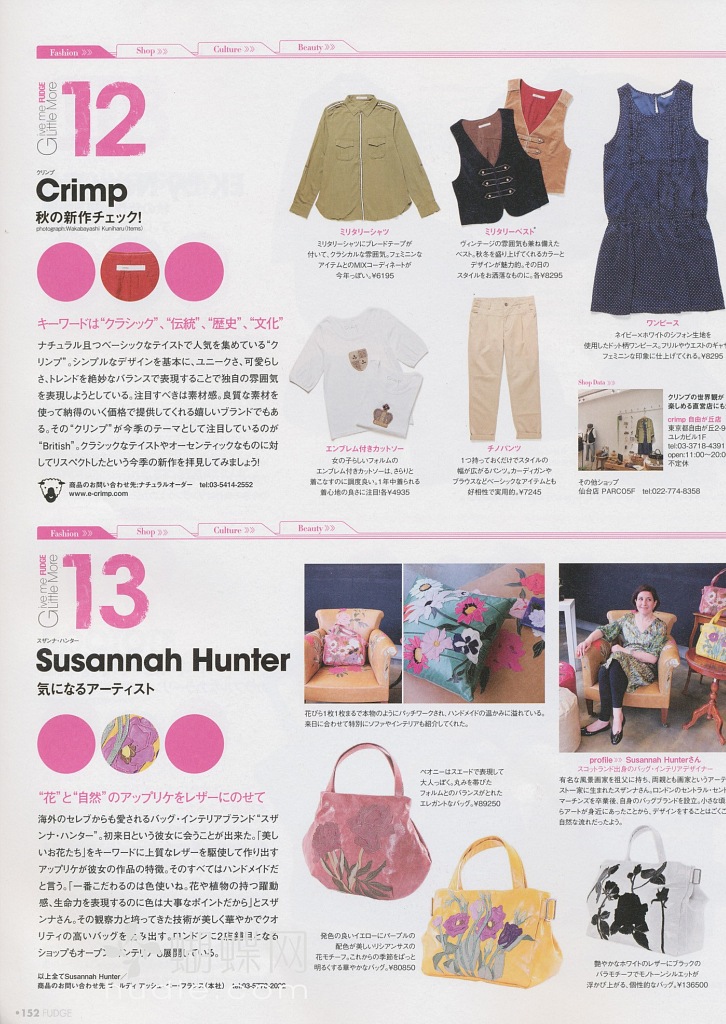 Fashion
Shop
Culture
Beauty
Give me FUDGE
Little More
12
クリンプ
Crimp
秋の新作チェック!
photograph:Wakabayashi Kuniharu(items)
キーワードは“クラシック”、“伝統”、“歴史”、“文化”
ナチュラル且つベーシックなテイストで人気を集めている“ク
リンプ”。シンプルなデザインを基本に、ユニークさ、可愛らし
さ、トレンドを絶妙なバランスで表現することで独自の雰囲気
を表現しようとしている。注目すべきは素材感。良質な素材を
使って納得のいく価格で提供してくれる嬉しいブランドでもあ
る。その“クリンプ”が今季のテーマとして注目しているのが
“British”。クラシックなテイストやオーセンティックなものに対
してリスペクトしたという今季の新作を拝見してみましょう!
商品のお問い合わせ先:ナチュラルオーダー tel:03-5414-2552
www.e-crimp.com
ミリタリーシャツ
ミリタリーシャツにブレードテープが
付いて、クラシカルな雰囲気。フェミニンな
アイテムとのMIXコーディネートが
今年っぽい。¥6195
ミリタリーベスト
ヴィンテージの雰囲気も兼ね備えた
ベスト。秋冬を盛り上げてくれるカラーと
デザインが魅力的。その日の
スタイルをお洒落なものに。各¥8295
ワンピース
ネイビー×ホワイトのシフォン生地を
使用したドット柄ワンピース。フリルやウエストのギャ
フェミニンな印象に仕上げてくれる。¥8295
エンブレム付きカットソー
女の子らしいフォルムの
エンブレム付きカットソーは、さらりと
着こなすのに調度良い。1年中着られる
着心地の良さに注目!各¥4935
チノパンツ
1つ持っておくだけでスタイルの
幅が広がるパンツ。カーディガンや
ブラウスなどベーシックなアイテムとも
好相性で実用的。¥7245
Shop Data
クリンプの世界観が
楽しめる直営店にも
crimp 自由が丘店
東京都自由が丘2-9
ユレカビル1F
tel:03-3718-4391
open:11:00〜20:0
不定休
その他ショップ
仙台店 PARCO5F tel:022-774-8358
Fashion
Shop
Culture
Beauty
Give me FUDGE
Little More
13
スザンナ・ハンター
Susannah Hunter
気になるアーティスト
“花”と“自然”のアップリケをレザーにのせて
海外のセレブからも愛されるバッグ・インテリアブランド“スザ
ンナ・ハンター”。初来日という彼女に会うことが出来た。「美し
いお花たち」をキーワードに上質なレザーを駆使して作り出す
アップリケが彼女の作品の特徴。そのすべてはハンドメイドだ
と言う。「一番こだわるのは色使いね。花や植物の持つ躍動
感、生命力を表現するのに色は大事なポイントだから」とスザ
ンナさん。その観察力と培ってきた技術が美しく華やかでクオ
リティの高いバッグを生み出す。ロンドンに2店舗目となる
ショップもオープン。インテリアも展開している。
以上全てSusannah Hunter／
花びら1枚1枚まるで本物のようにパッチワークされ、ハンドメイドの温かみに溢れている。
来日に合わせて特別にソファやインテリアも紹介してくれた。
ペオニーはスエードで表現して
大人っぽく。丸みを帯びた
フォルムとのバランスがとれた
エレガントなバッグ。¥89250
profile Susannah Hunterさん
スコットランド出身のバッグ・インテリアデザイナー
有名な風景画家を祖父に持ち、両親とも画家というアーテ
スト一家に生まれたスザンナさん。ロンドンのセントラル・セント
マーチンズを卒業後、自身のバッグブランドを設立。小さな頃
らアートが身近にあったことから、デザインをすることはごく
自然な流れだったよう。
発色の良いイエローにパープルの
配色が美しいリシアンサスの
花モチーフ。これからの季節をぱっと
明るくする華やかなバッグ。¥80850
艶やかなホワイトのレザーにブラックの
バラモチーフでモノトーンシルエットが
浮かび上がる、個性的なバッグ。¥136500
152 FUDGE